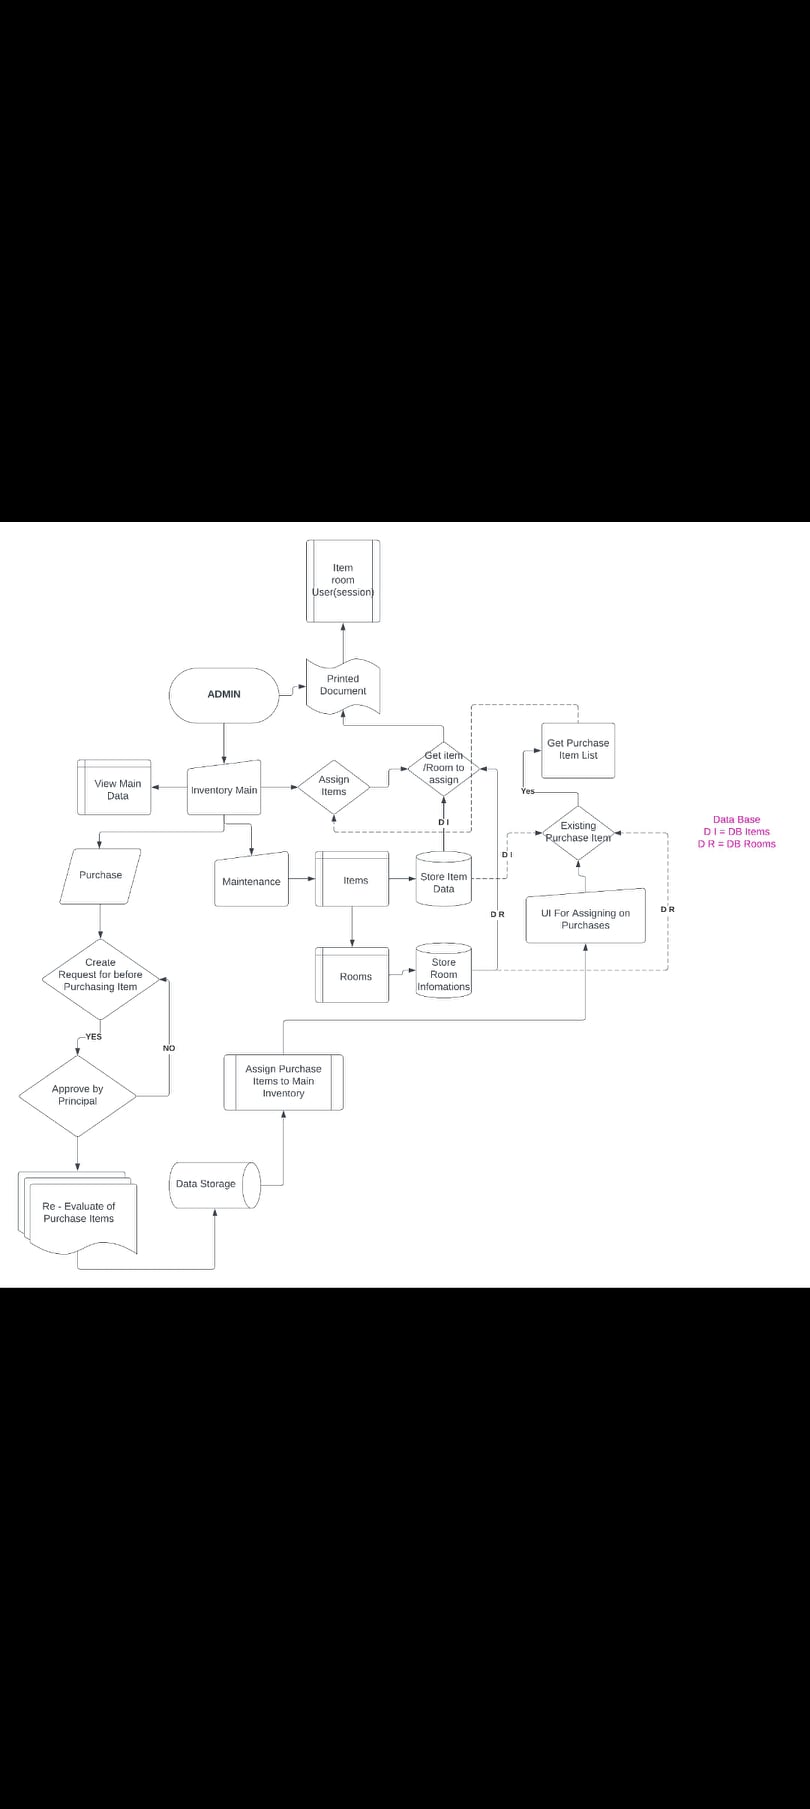 Item
room
User(session)
Printed
Document
ADMIN
Get Purchase
Item List
Get item
/Room to
assign
View Main
Data
Inventory Main
Assign
Items
Yes
Data Base
D I = DB Items
D R = DB Rooms
D I
Existing
Purchase Item
D I
Purchase
Maintenance
Items
Store Item
Data
UI For Assigning on
Purchases
D R
D R
Create
Request for before
Purchasing Item
Rooms
Store
Room
Infomations
YES
NO
Approve by
Principal
Assign Purchase
Items to Main
Inventory
Data Storage
Re - Evaluate of
Purchase Items